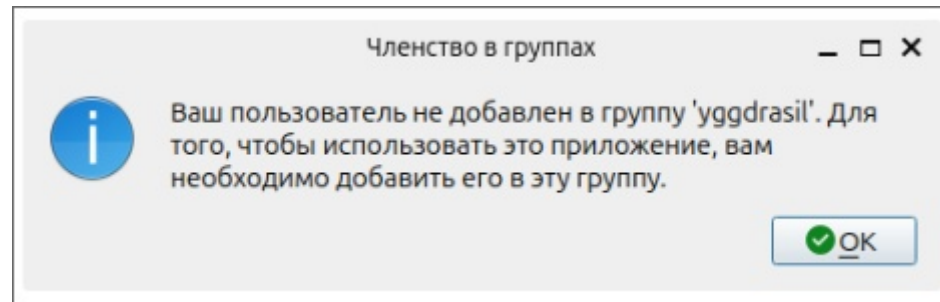 Членство в группах
Ваш пользователь не добавлен в группу 'yggdrasil'. Для
того, чтобы использовать это приложение, вам
необходимо добавить его в эту группу.
OK